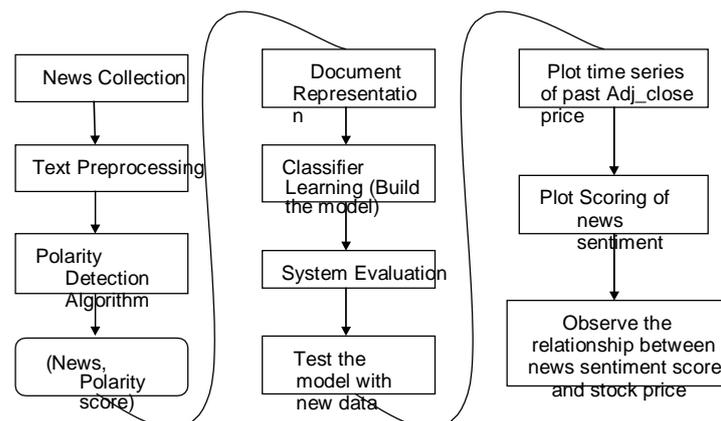 News Collection
Text Preprocessing
Polarity
Detection
Algorithm
(News,
Polarity
score)
Document
Representatio
n
Classifier
Learning (Build
the model)
System Evaluation
Test the
model with
new data
Plot time series
of past Adj_close
price
Plot Scoring of
news
sentiment
Observe the
relationship between
news sentiment score
and stock price